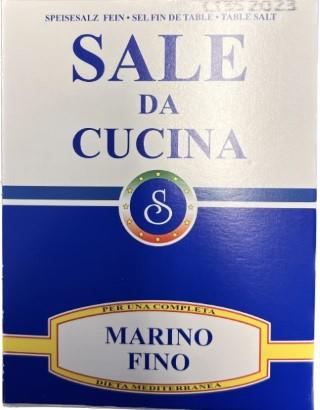 SPEISESALZ FEIN • SEL FIN DE TABLE • TABLE SALT
SALE
DA
CUCINA
S
PER UNA COMPLETA
MARINO
FINO
DIETA MEDITERRANEA